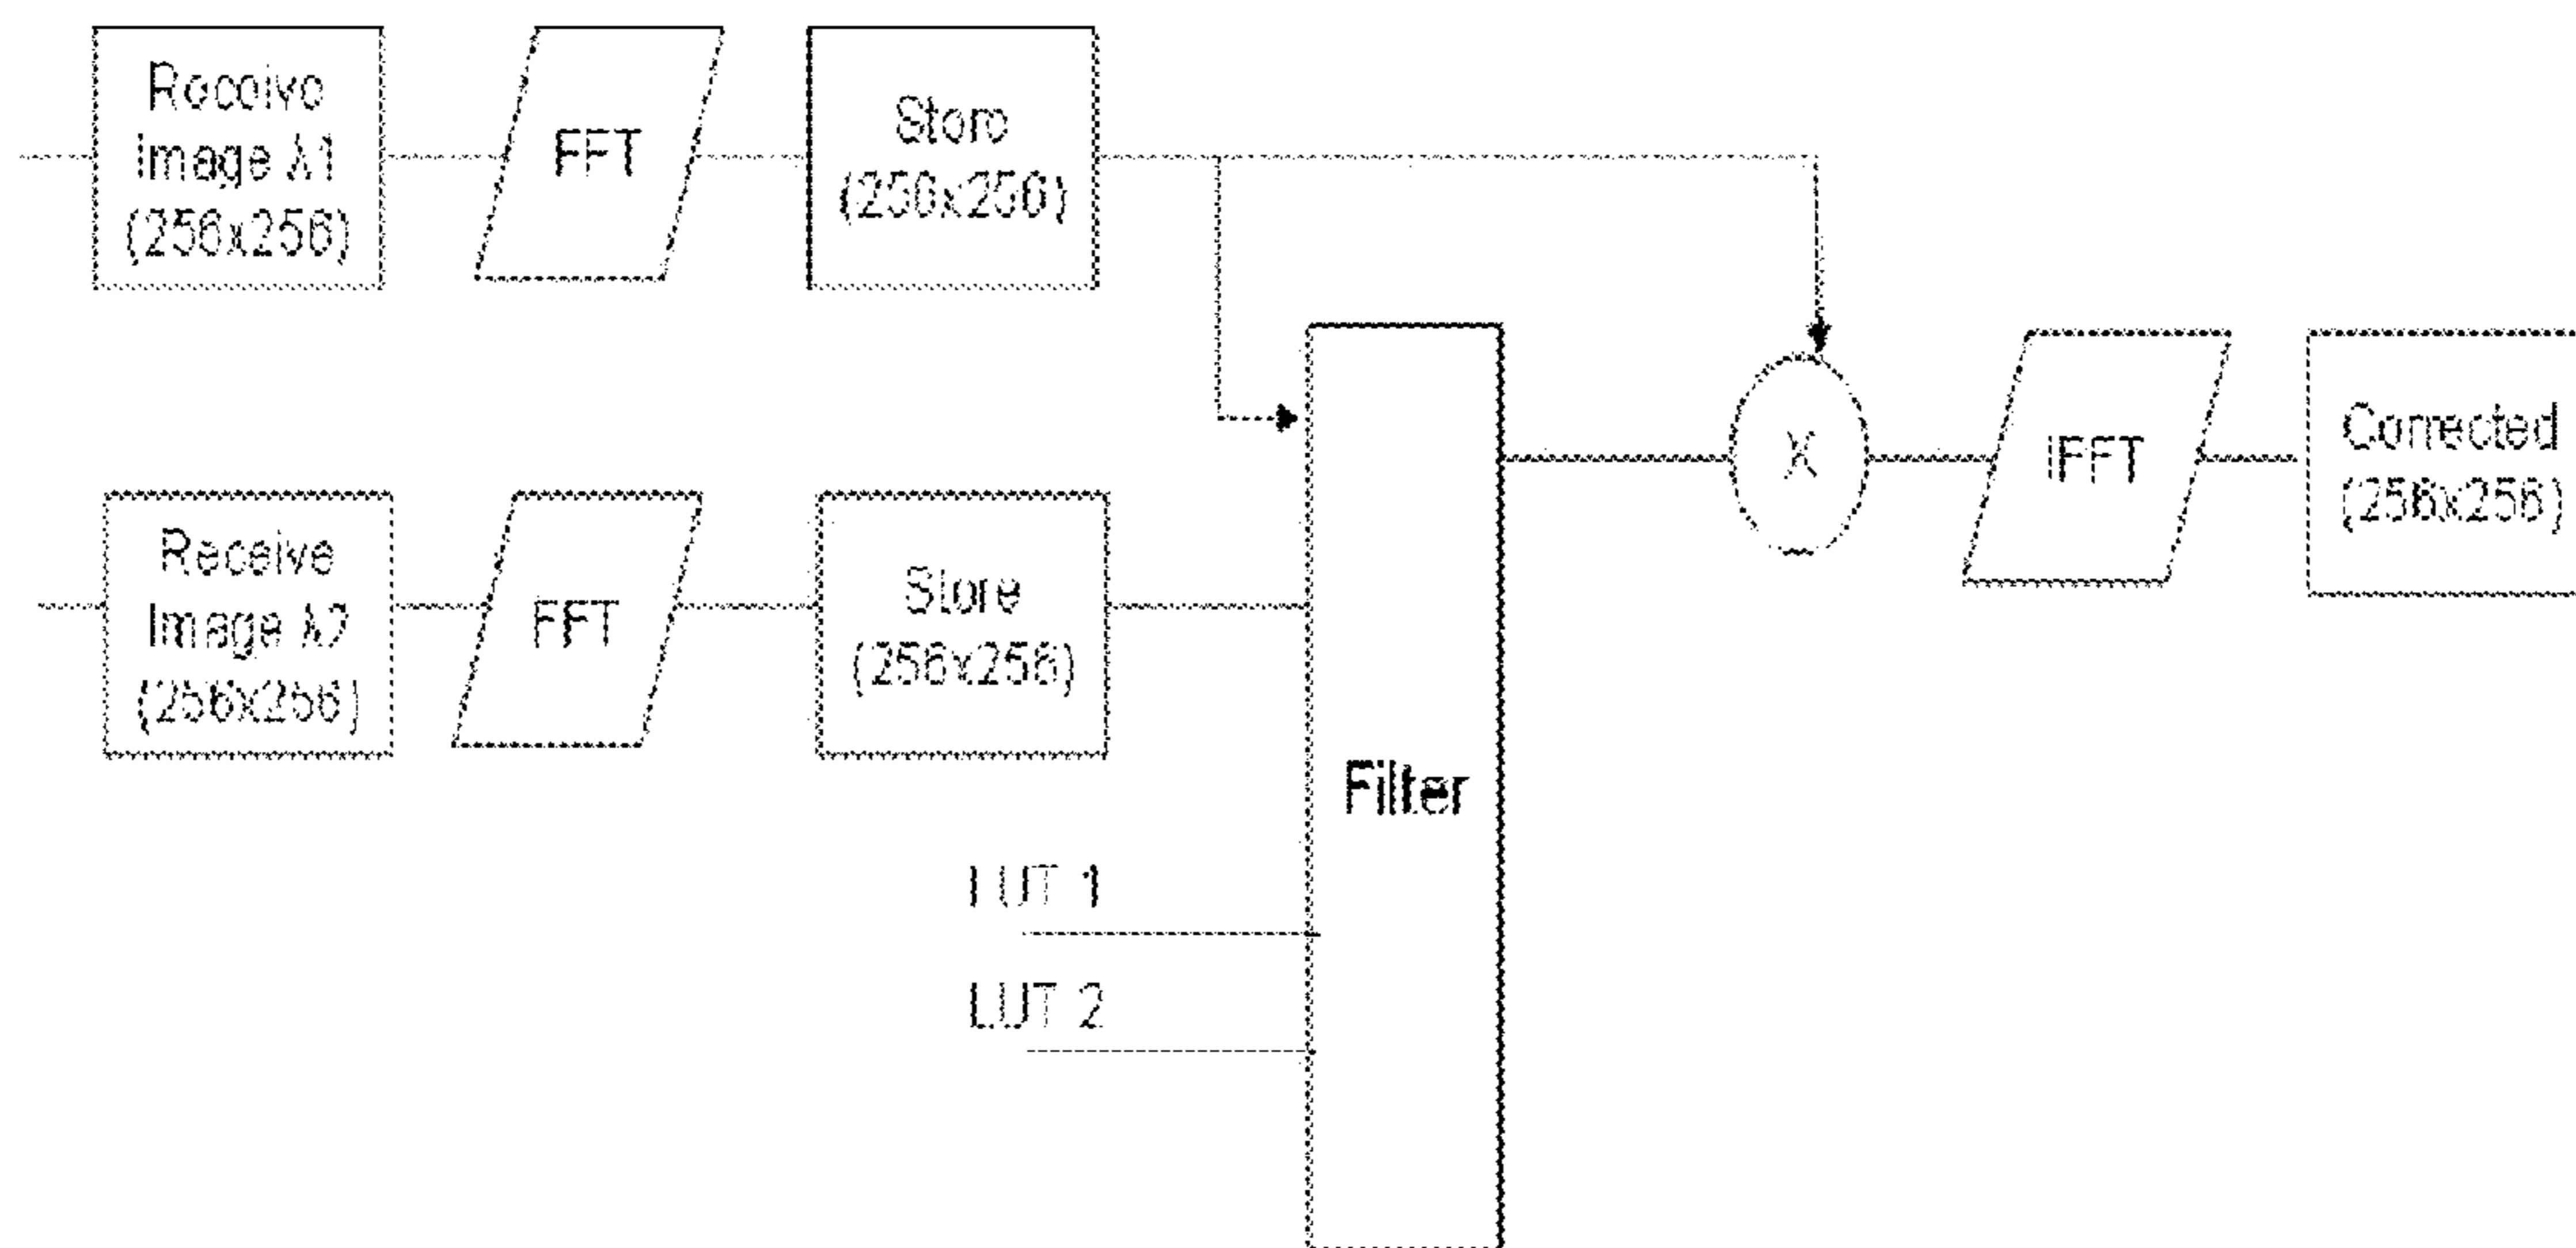 Receive
Image λ1
(256x256)
FFT
Store
(256x256)
Receive
Image λ2
(256x256)
FFT
Store
(256x256)
LUT 1
LUT 2
Filter
X
IFFT
Corrected
(256x256)